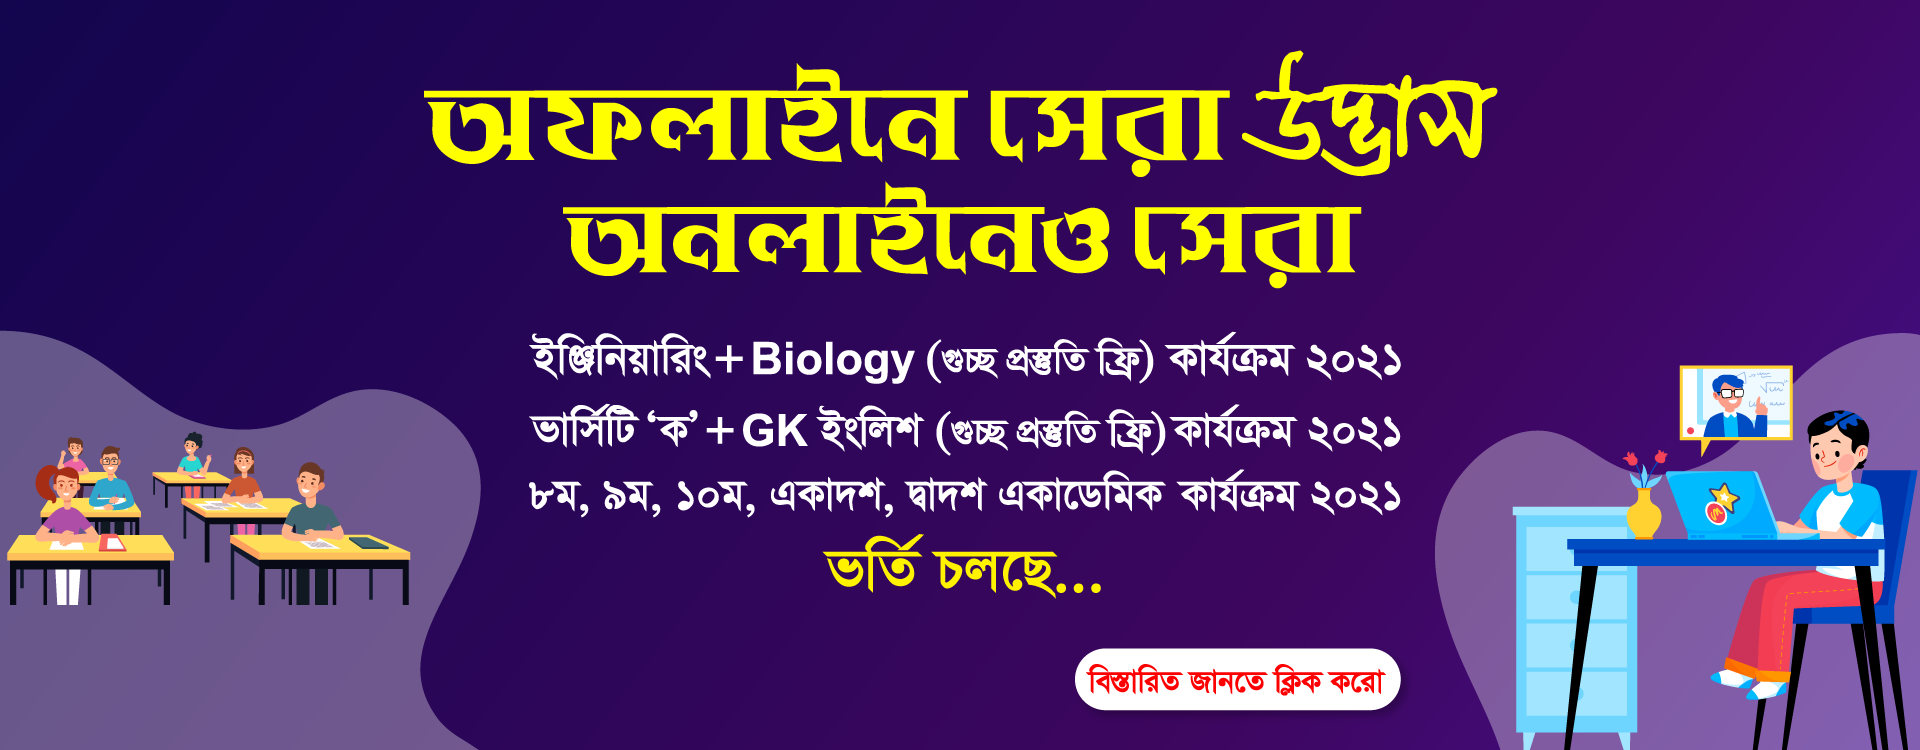 অফলাইনে সেরা উদ্ভাস
অনলাইনেও সেরা
ইঞ্জিনিয়ারিং + Biology (গুচ্ছ প্রস্তুতি ফ্রি) কার্যক্রম ২০২১
ভার্সিটি ‘ক’ + GK ইংলিশ (গুচ্ছ প্রস্তুতি ফ্রি) কার্যক্রম ২০২১
৮ম, ৯ম, ১০ম, একাদশ, দ্বাদশ একাডেমিক কার্যক্রম ২০২১
ভর্তি চলছে...
বিস্তারিত জানতে ক্লিক করো